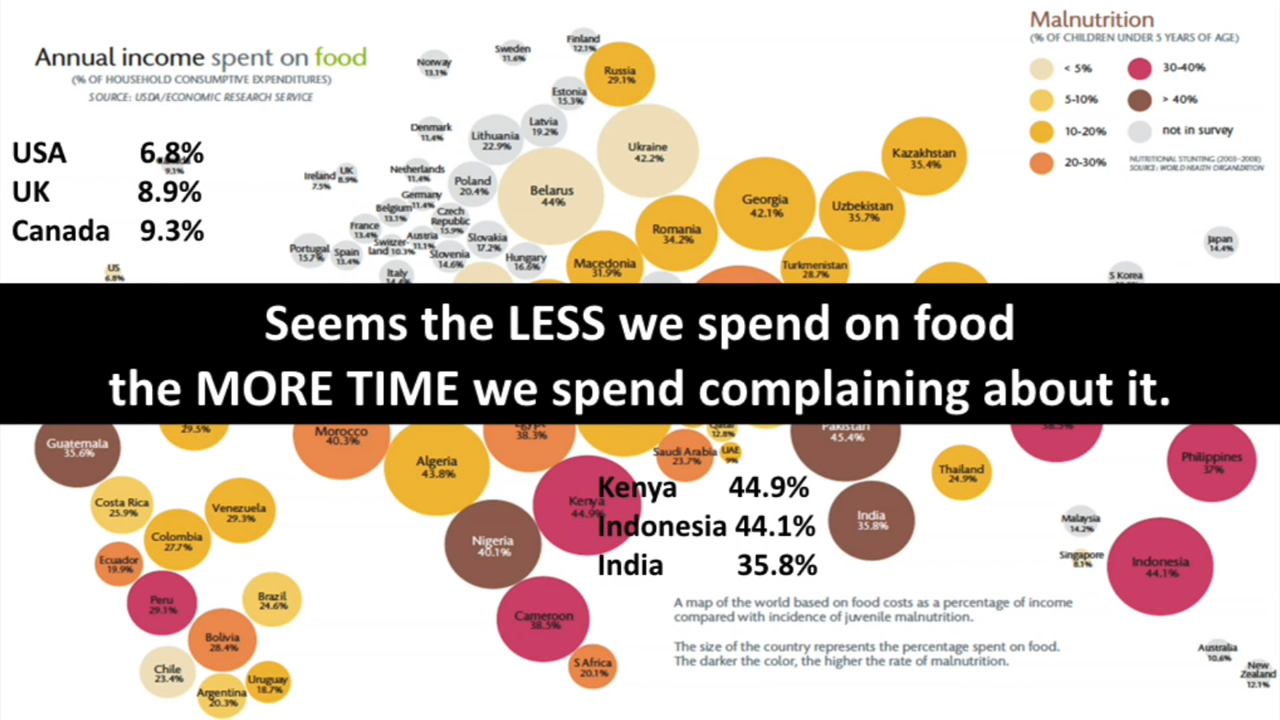 Annual income spent on food
(% OF HOUSEHOLD CONSUMPTIVE EXPENDITURES)
SOURCE: USDA/ECONOMIC RESEARCH SERVICE
Malnutrition
(% OF CHILDREN UNDER 5 YEARS OF AGE)
< 5%
5-10%
10-20%
20-30%
30-40%
> 40%
not in survey
NUTRITIONAL STUNTING (2003-2008)
SOURCE: WORLD HEALTH ORGANIZATION
USA 6.8%
UK 8.9%
Canada 9.3%
9.1%
US
6.8%
Norway
13.1%
Sweden
11.6%
Finland
12.1%
Russia
29.1%
Estonia
15.3%
Denmark
11.4%
Lithuania
22.9%
Latvia
19.2%
Ukraine
42.2%
Kazakhstan
35.4%
Ireland
7.5%
UK
8.9%
Netherlands
11.4%
Germany
11.4%
Poland
20.4%
Belarus
44%
Georgia
42.1%
Uzbekistan
35.7%
Belgium
13.1%
Czech
Republic
15.9%
France
13.4%
Switzer-
land 10.3%
Austria
11.1%
Slovakia
17.2%
Romania
34.2%
Portugal
15.7%
Spain
13.4%
Slovenia
14.6%
Hungary
16.6%
Macedonia
31.9%
Turkmenistan
28.7%
Italy
Japan
14.4%
S Korea
Seems the LESS we spend on food
the MORE TIME we spend complaining about it.
Guatemala
35.6%
29.5%
Morocco
40.3%
Egypt
38.3%
Algeria
43.8%
Saudi Arabia
23.7%
Qatar
12.8%
UAE
9%
Pakistan
45.4%
Thailand
24.9%
38.5%
Philippines
37%
Costa Rica
25.9%
Venezuela
29.3%
Colombia
27.7%
Ecuador
19.9%
Nigeria
40.1%
Kenya
44.9%
Kenya 44.9%
Indonesia 44.1%
India 35.8%
India
35.8%
Malaysia
14.2%
Singapore
8.1%
Indonesia
44.1%
Peru
29.1%
Brazil
24.6%
Bolivia
28.4%
Cameroon
38.5%
S Africa
20.1%
Chile
23.4%
Argentina
20.3%
Uruguay
18.7%
A map of the world based on food costs as a percentage of income
compared with incidence of juvenile malnutrition.
The size of the country represents the percentage spent on food.
The darker the color, the higher the rate of malnutrition.
Australia
10.6%
New
Zealand
12.1%